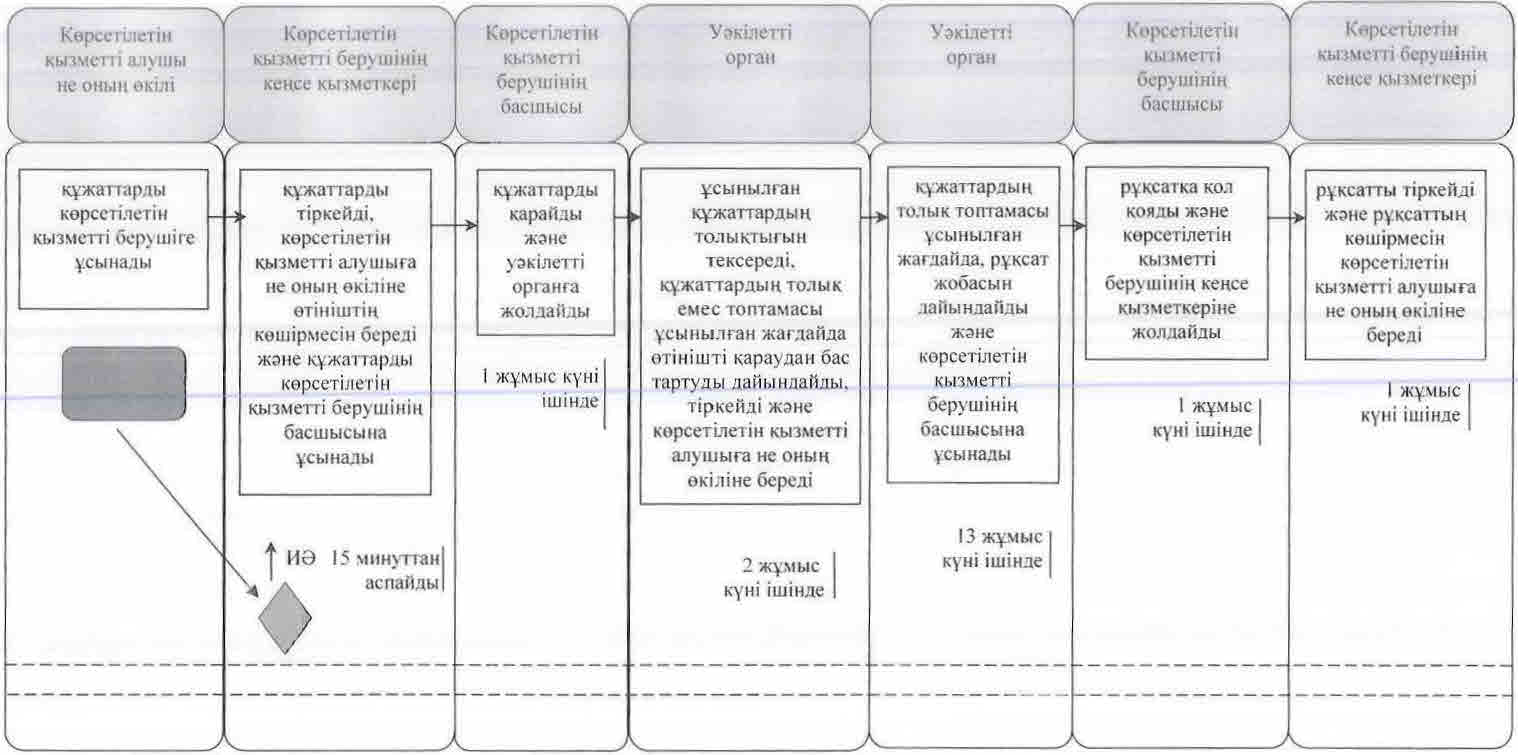 Көрсетілетін
қызметті алушы
не оның өкілі
Көрсетілетін
қызметті берушінің
кеңсе қызметкері
Көрсетілетін
қызметті
берушінің
басшысы
Уәкілетті
орган
Уәкілетті
орган
Көрсетілетін
қызметті
берушінің
басшысы
Көрсетілетін
қызметті берушінің
кеңсе қызметкері
құжаттарды
көрсетілетін
қызметті берушіге
ұсынады
құжаттарды
тіркейді,
көрсетілетін
қызметті алушыға
не оның өкіліне
өтініштің
көшірмесін береді
және құжаттарды
көрсетілетін
қызметті берушінің
басшысына
ұсынады
ИӘ 15 минуттан
аспайды
құжаттарды
қарайды
және
уәкілетті
органға
жолдайды
1 жұмыс күні
ішінде
ұсынылған
құжаттардың
толықтығын
тексереді,
құжаттардың толық
емес топтамасы
ұсынылған жағдайда
өтінішті қараудан бас
тартуды дайындайды,
тіркейді және
көрсетілетін қызметті
алушыға не оның
өкіліне береді
2 жұмыс
күні ішінде
құжаттардың
толық топтамасы
ұсынылған
жағдайда, рұқсат
жобасын
дайындайды
және
көрсетілетін
қызметті
берушінің
басшысына
ұсынады
13 жұмыс
күні ішінде
рұқсатқа қол
қояды және
көрсетілетін
қызметті
берушінің кеңсе
қызметкеріне
жолдайды
1 жұмыс
күні ішінде
рұқсатты тіркейді
және рұқсаттың
көшірмесін
көрсетілетін
қызметті алушыға
не оның өкіліне
береді
1 жұмыс
күні ішінде